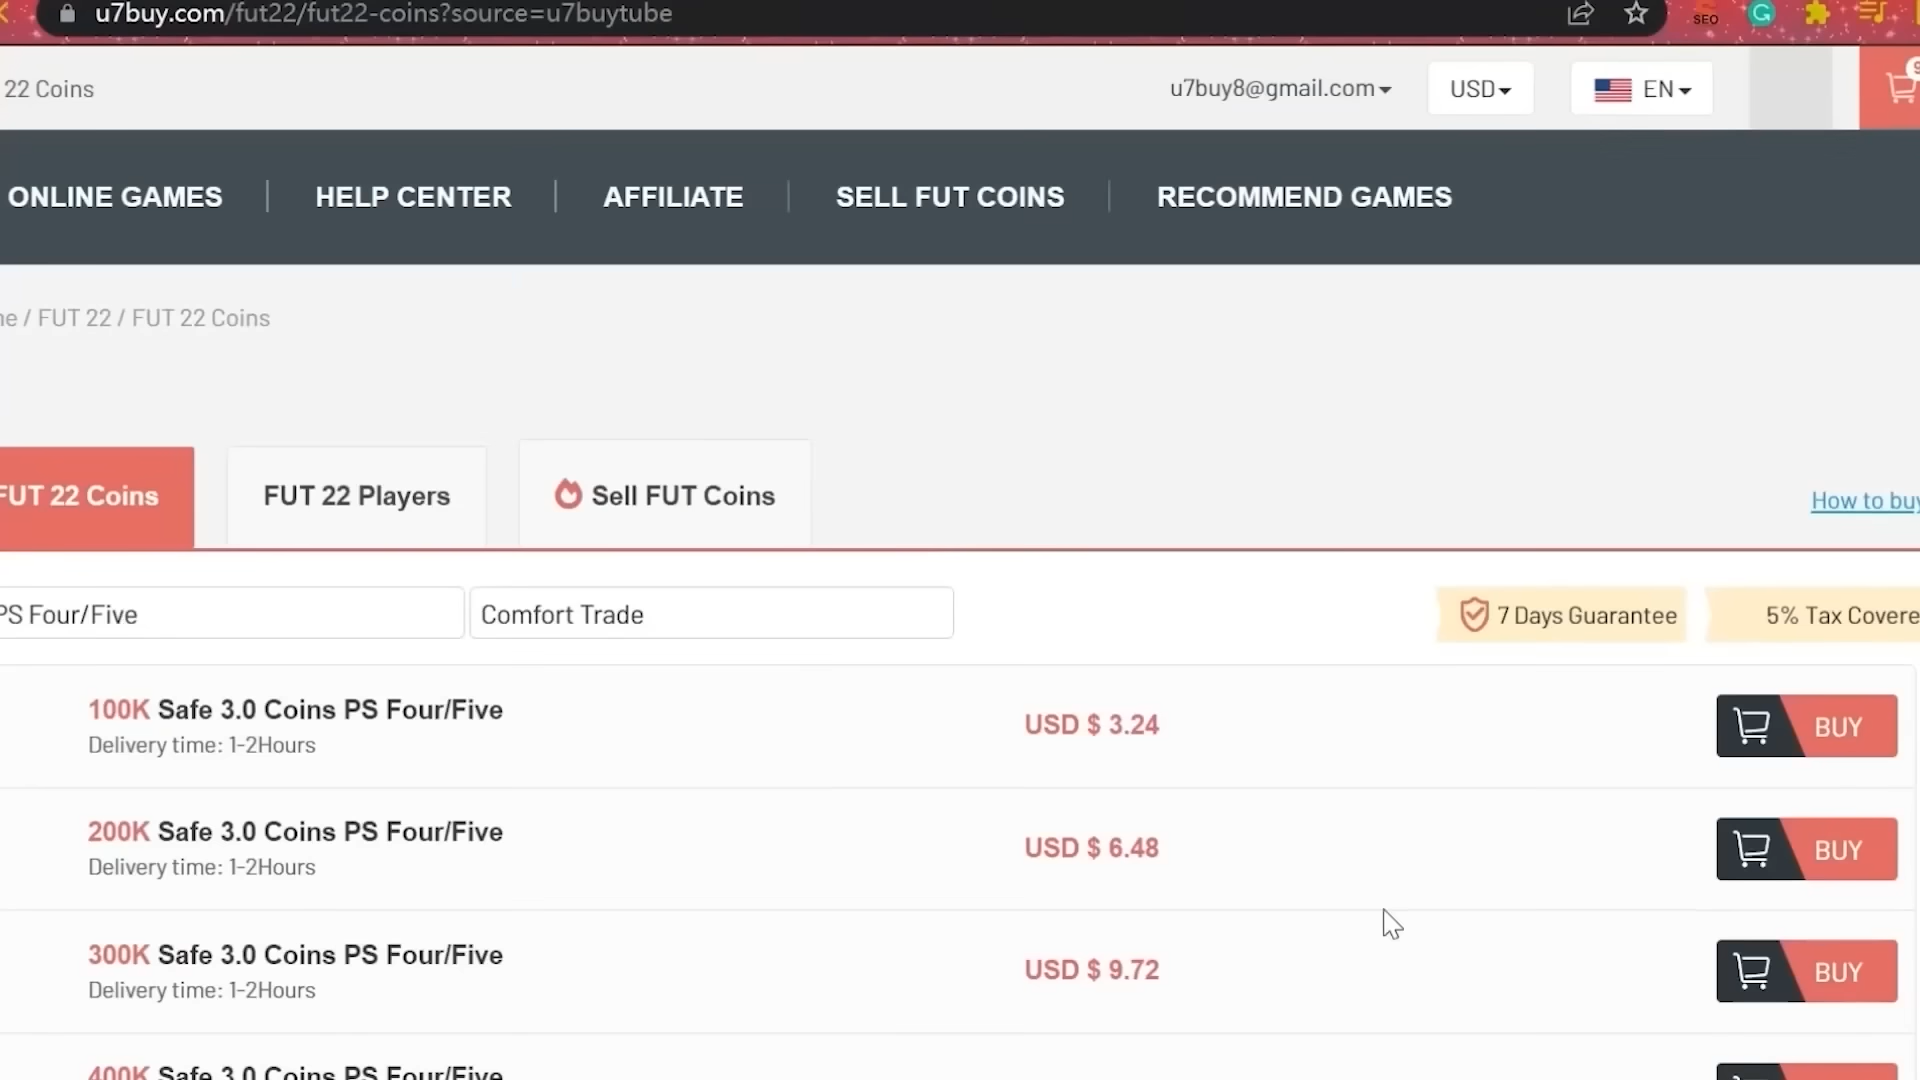 u7buy.com/fut22/fut22-coins?source=u7buytube
SEO
22 Coins
u7buy8@gmail.com
USD
EN
ONLINE GAMES
HELP CENTER
AFFILIATE
SELL FUT COINS
RECOMMEND GAMES
/ FUT 22 / FUT 22 Coins
FUT 22 Coins
FUT 22 Players
Sell FUT Coins
How to buy
PS Four/Five
Comfort Trade
7 Days Guarantee
5% Tax Covere
100K Safe 3.0 Coins PS Four/Five
USD $ 3.24
BUY
Delivery time: 1-2Hours
200K Safe 3.0 Coins PS Four/Five
USD $ 6.48
BUY
Delivery time: 1-2Hours
300K Safe 3.0 Coins PS Four/Five
USD $ 9.72
BUY
Delivery time: 1-2Hours
400K Safe 3.0 Coins PS Four/Five